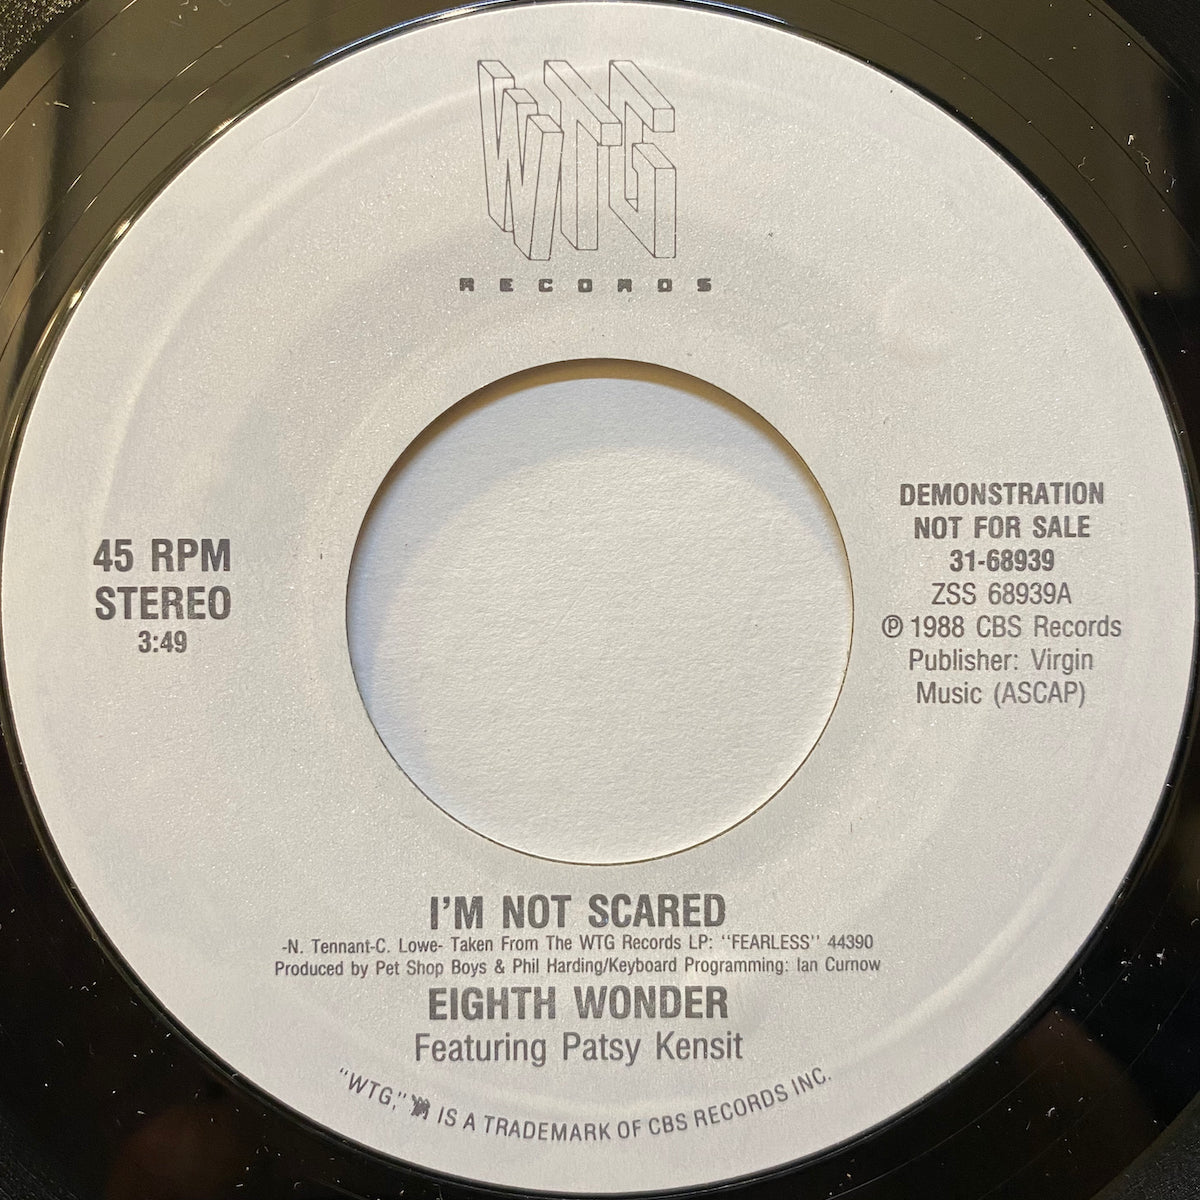 WTG
RECORDS
45 RPM
STEREO
3:49
DEMONSTRATION
NOT FOR SALE
31-68939
ZSS 68939A
℗ 1988 CBS Records
Publisher: Virgin
Music (ASCAP)
I'M NOT SCARED
-N. Tennant-C. Lowe- Taken From The WTG Records LP: "FEARLESS" 44390
Produced by Pet Shop Boys & Phil Harding/Keyboard Programming: Ian Curnow
EIGHTH WONDER
Featuring Patsy Kensit
"WTG," WTG IS A TRADEMARK OF CBS RECORDS INC.